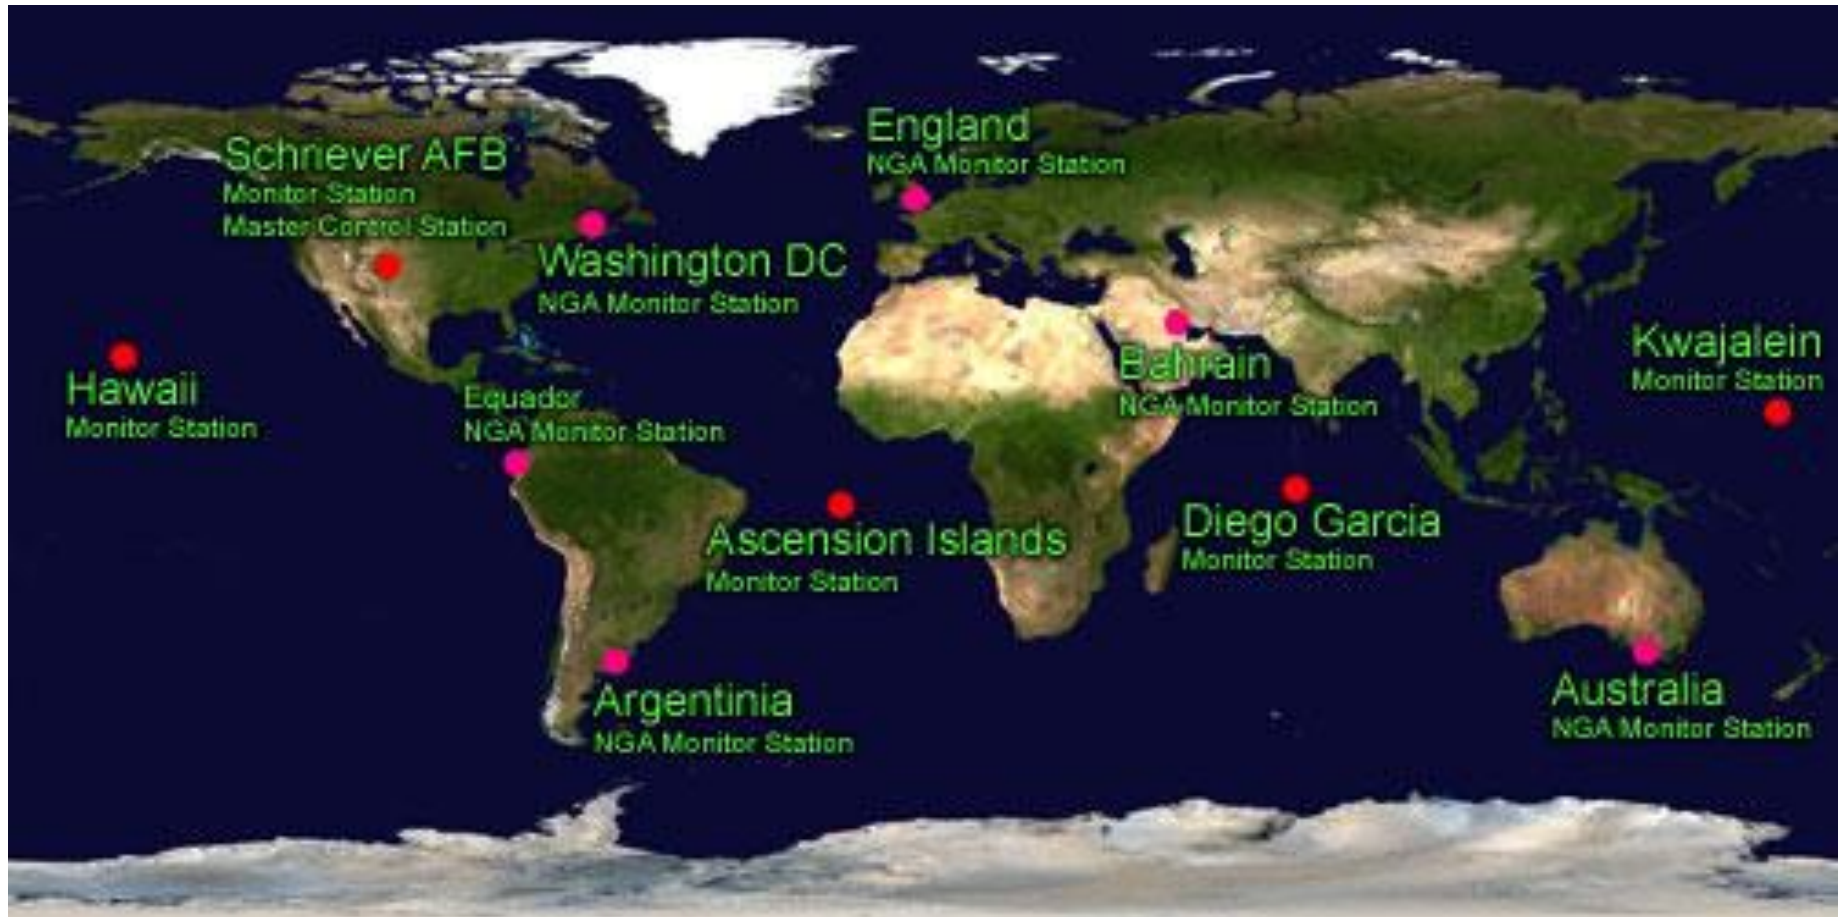 England
NGA Monitor Station
Schriever AFB
Monitor Station
Master Control Station
Washington DC
NGA Monitor Station
Kwajalein
Monitor Station
Bahrain
NGA Monitor Station
Hawaii
Monitor Station
Equador
NGA Monitor Station
Ascension Islands
Monitor Station
Diego Garcia
Monitor Station
Argentinia
NGA Monitor Station
Australia
NGA Monitor Station